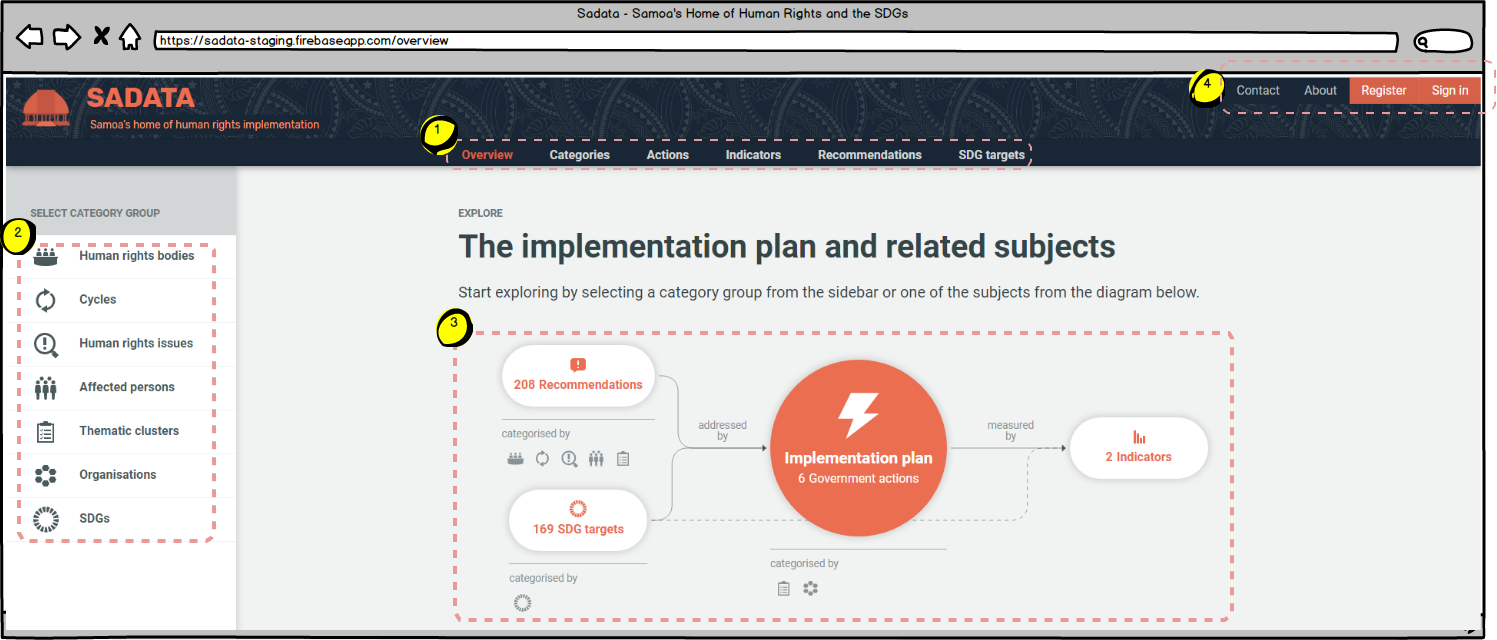 Sadata - Samoa's Home of Human Rights and the SDGs
https://sadata-staging.firebaseapp.com/overview
4
Contact About Register Sign in
SADATA
Samoa's home of human rights implementation
1
Overview Categories Actions Indicators Recommendations SDG targets
SELECT CATEGORY GROUP
2
Human rights bodies
Cycles
Human rights issues
Affected persons
Thematic clusters
Organisations
SDGs
EXPLORE
The implementation plan and related subjects
Start exploring by selecting a category group from the sidebar or one of the subjects from the diagram below.
3
208 Recommendations
categorised by
169 SDG targets
categorised by
addressed
by
Implementation plan
6 Government actions
categorised by
measured
by
2 Indicators